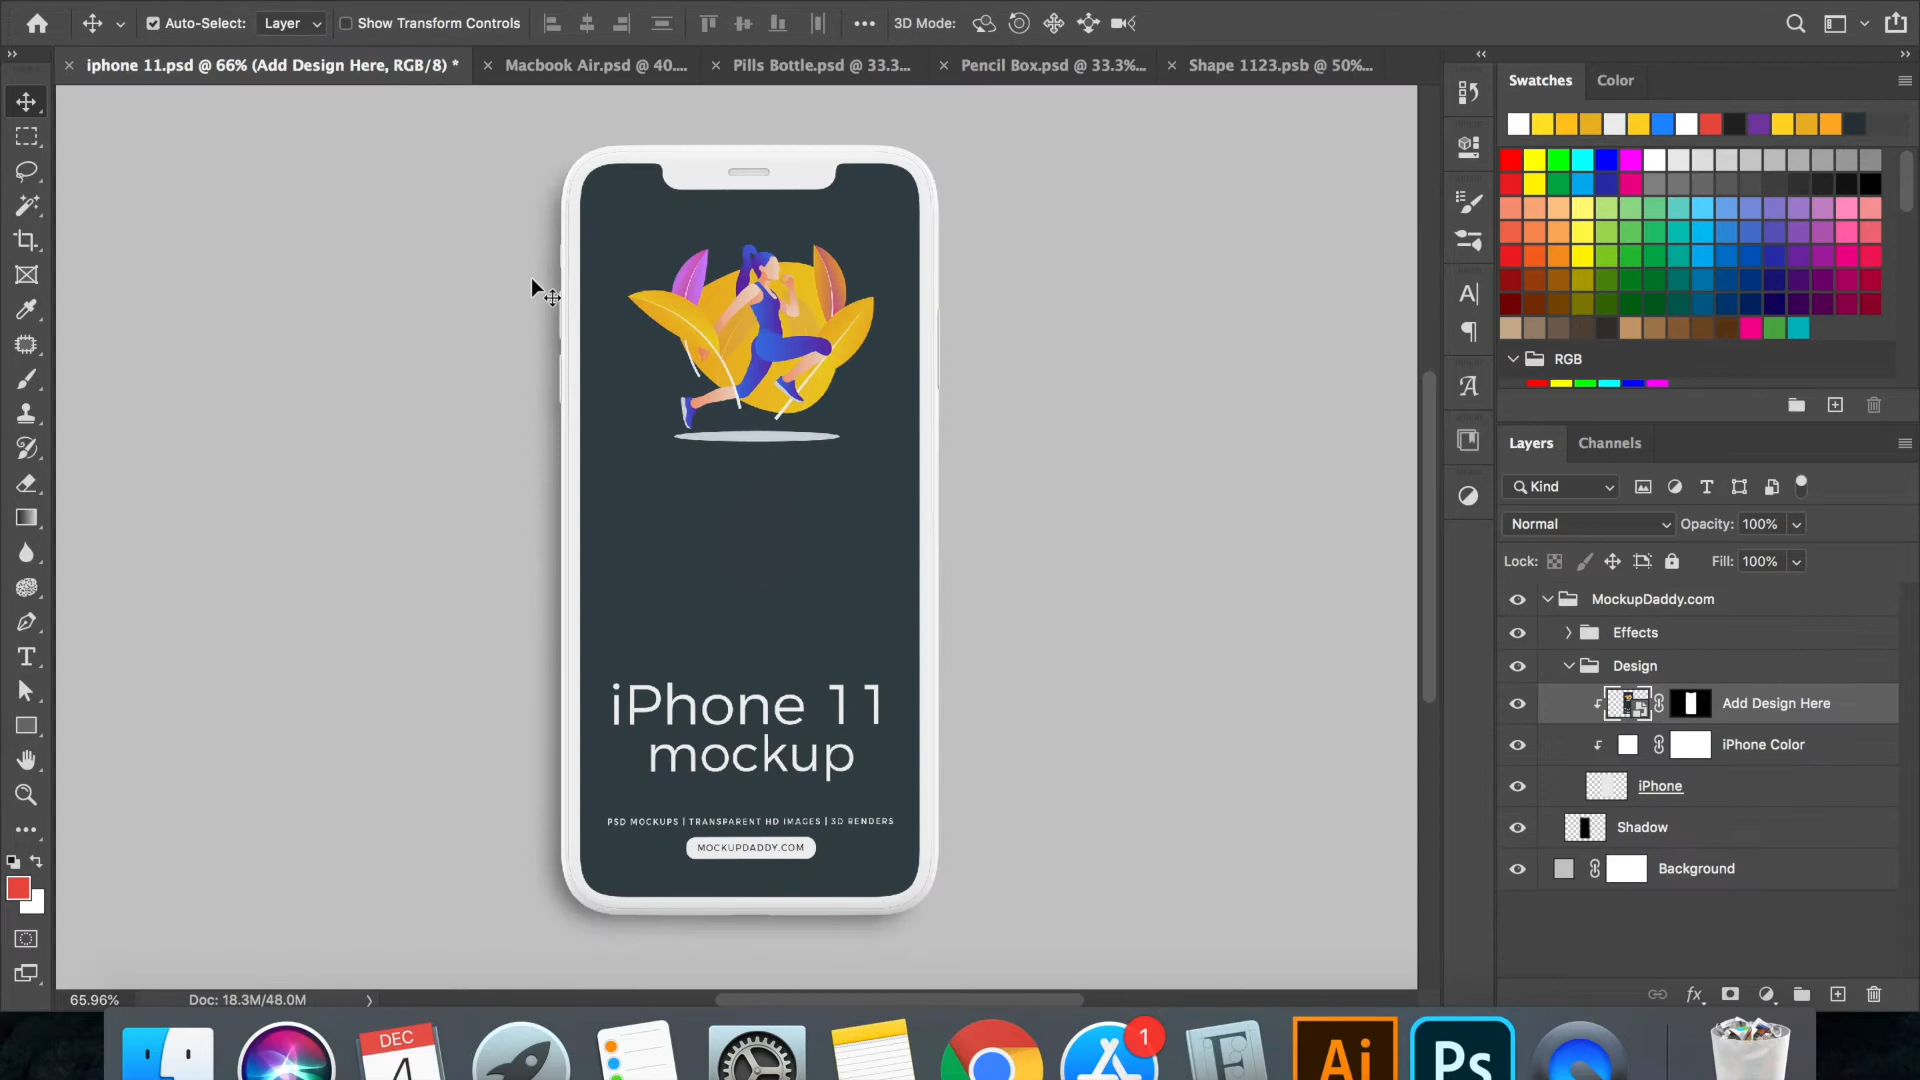 Auto-Select: Layer Show Transform Controls 3D Mode:
iphone 11.psd @ 66% (Add Design Here, RGB/8) * Macbook Air.psd @ 40.... Pills Bottle.psd @ 33.3... Pencil Box.psd @ 33.3%... Shape 1123.psb @ 50%...
Swatches Color
RGB
Layers Channels
Kind
Normal Opacity: 100%
Lock: Fill: 100%
MockupDaddy.com
Effects
Design
Add Design Here
iPhone Color
iPhone
Shadow
Background
fx
iPhone 11
mockup
PSD MOCKUPS | TRANSPARENT HD IMAGES | 3D RENDERS
MOCKUPDADDY.COM
65.96% Doc: 18.3M/48.0M
DEC
4
1
Ai
Ps